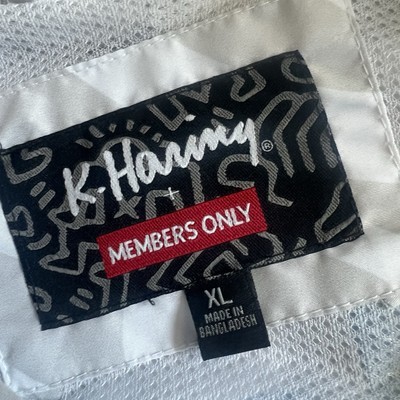 K. Haring®
+
MEMBERS ONLY
XL
MADE IN
BANGLADESH